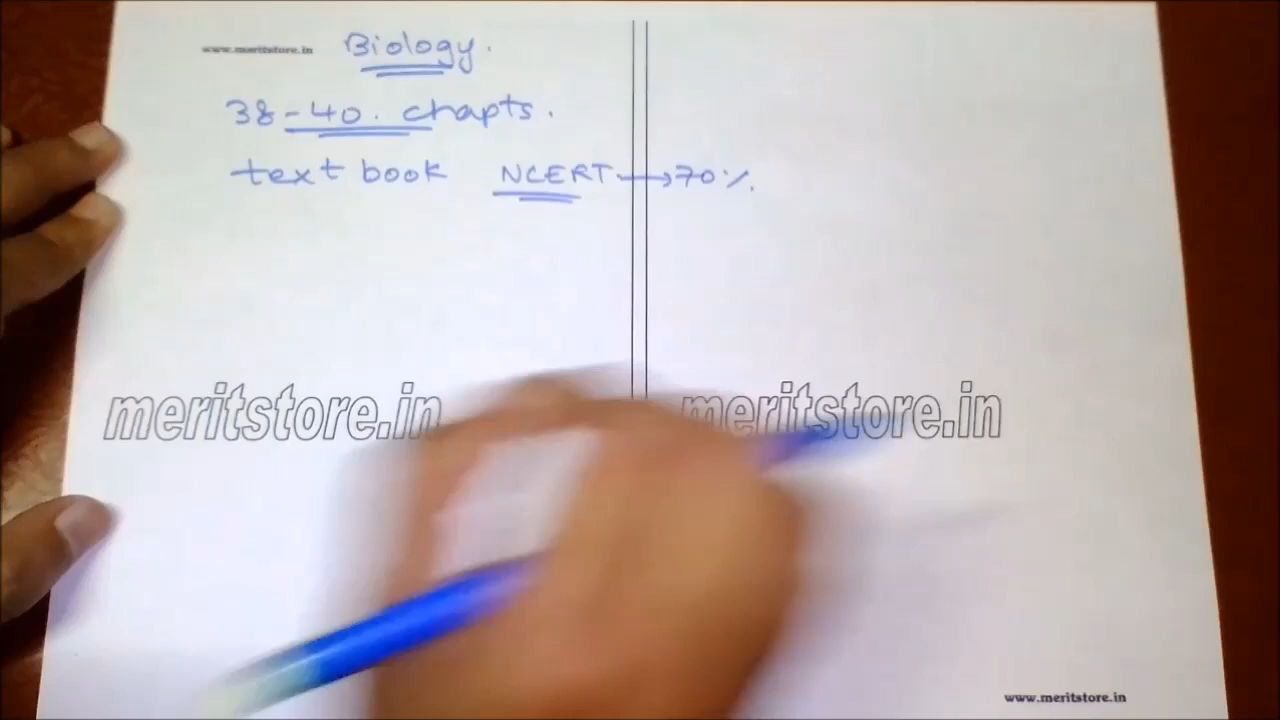 www.meritstore.in Biology.
38-40. chapts.
text book NCERT → 70%.
meritstore.in meritstore.in
www.meritstore.in